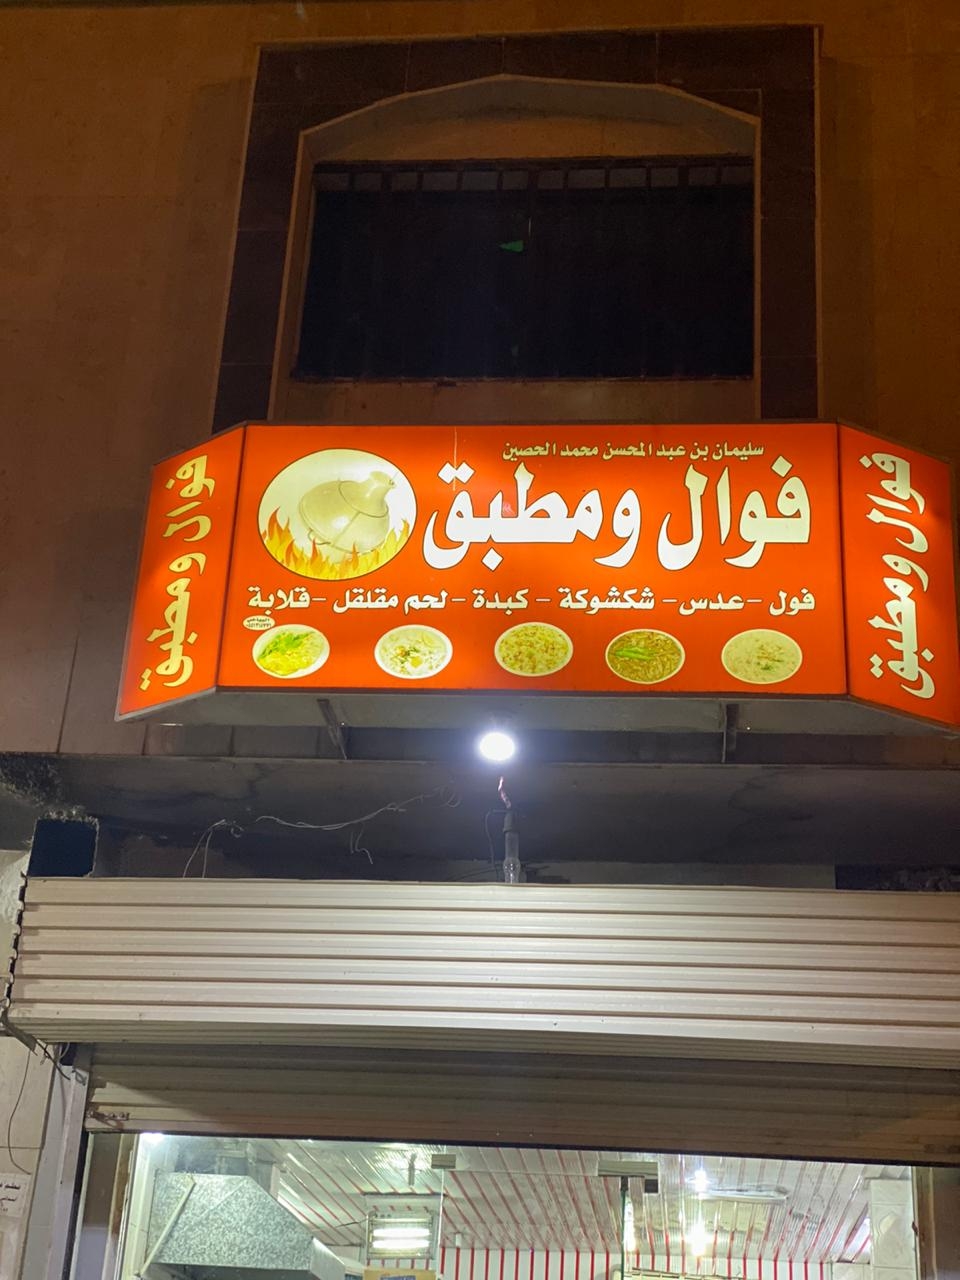 سليمان بن عبد المحسن محمد الحصين
فوال ومطبق
فول - عدس - شكشوكة - كبدة - لحم مقلقل - قلابة
فوال ومطبق
فوال ومطبق